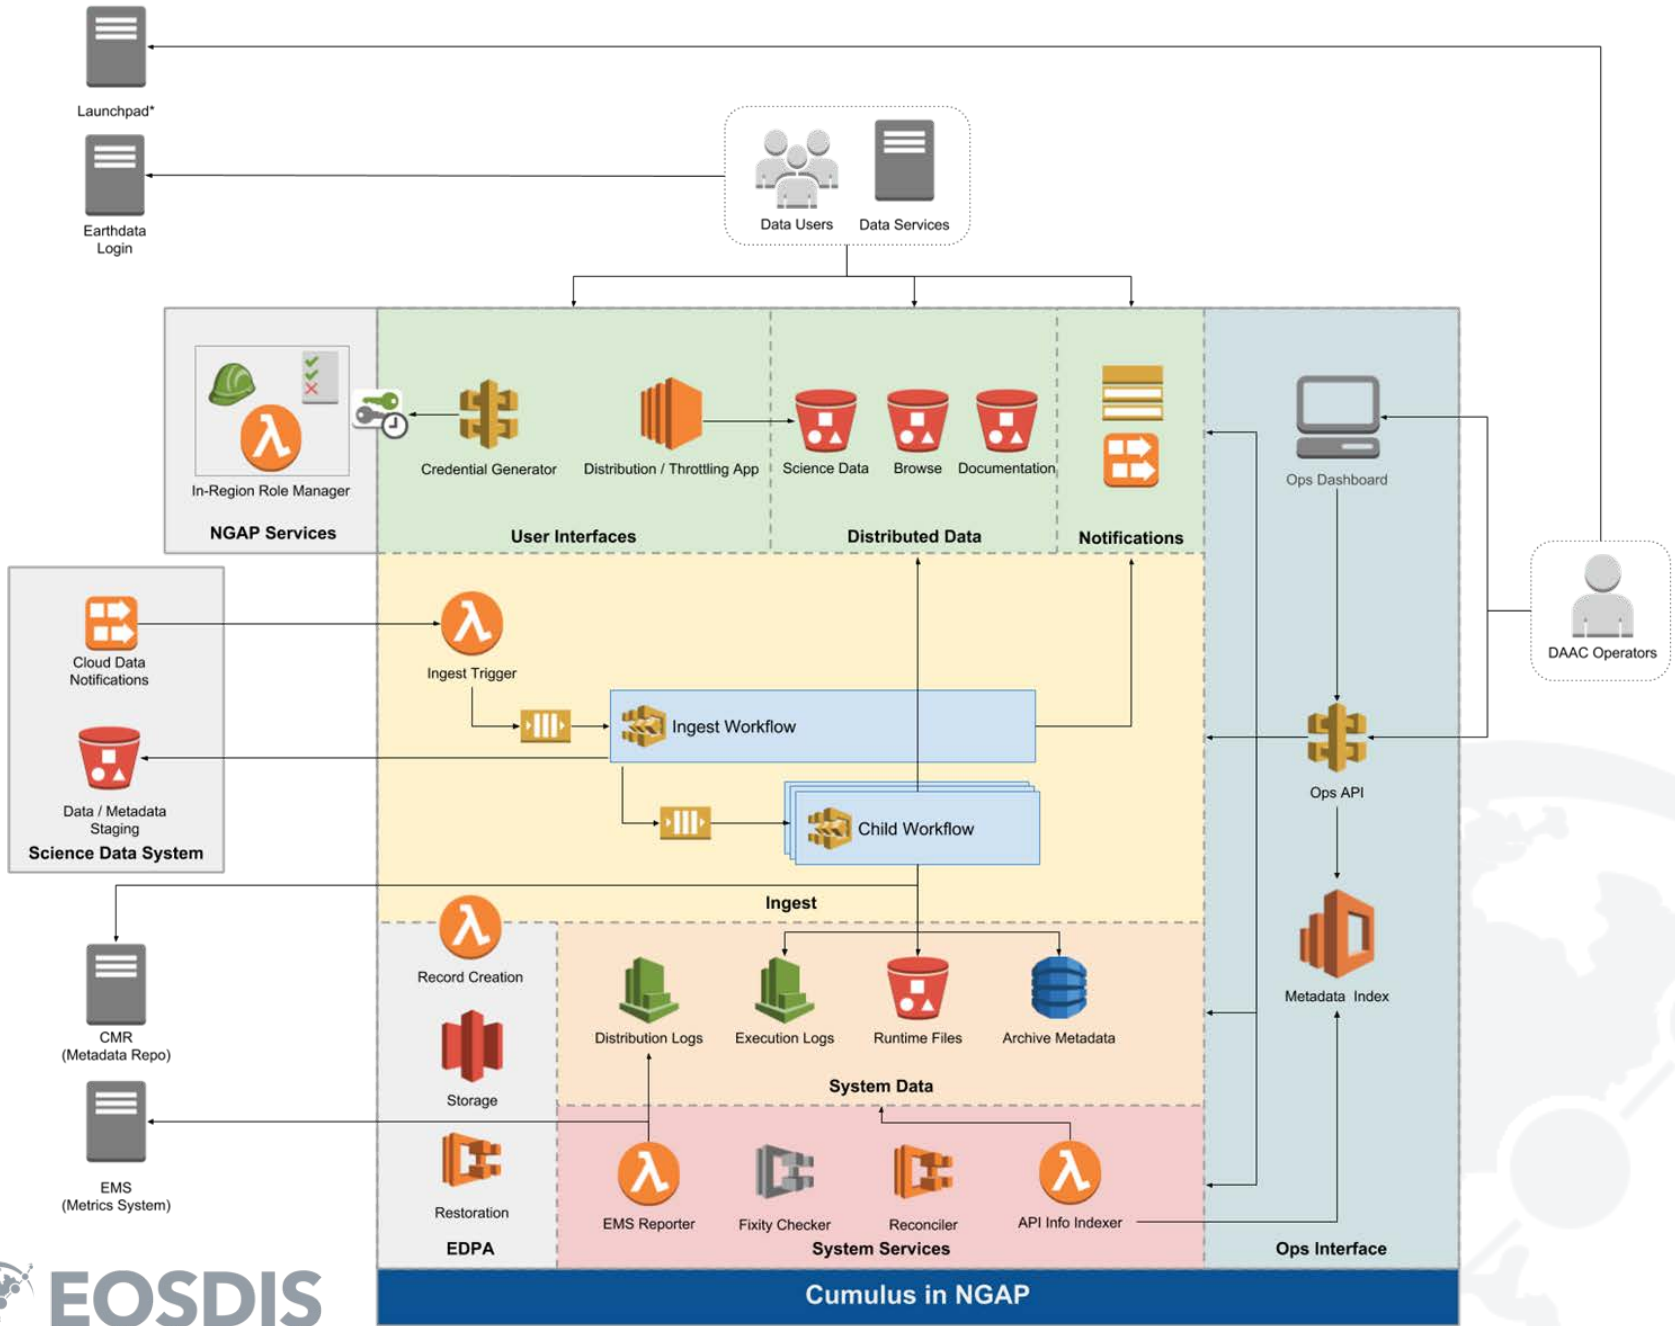 Launchpad*
Earthdata
Login
Data Users
Data Services
In-Region Role Manager
NGAP Services
Credential Generator
Distribution / Throttling App
User Interfaces
Science Data
Browse
Documentation
Distributed Data
Notifications
Ops Dashboard
DAAC Operators
Cloud Data
Notifications
Data / Metadata
Staging
Science Data System
Ingest Trigger
Ingest Workflow
Child Workflow
Ingest
Ops API
Metadata Index
CMR
(Metadata Repo)
EMS
(Metrics System)
Record Creation
Storage
Restoration
EDPA
Distribution Logs
Execution Logs
Runtime Files
Archive Metadata
System Data
EMS Reporter
Fixity Checker
Reconciler
API Info Indexer
System Services
Ops Interface
EOSDIS
Cumulus in NGAP